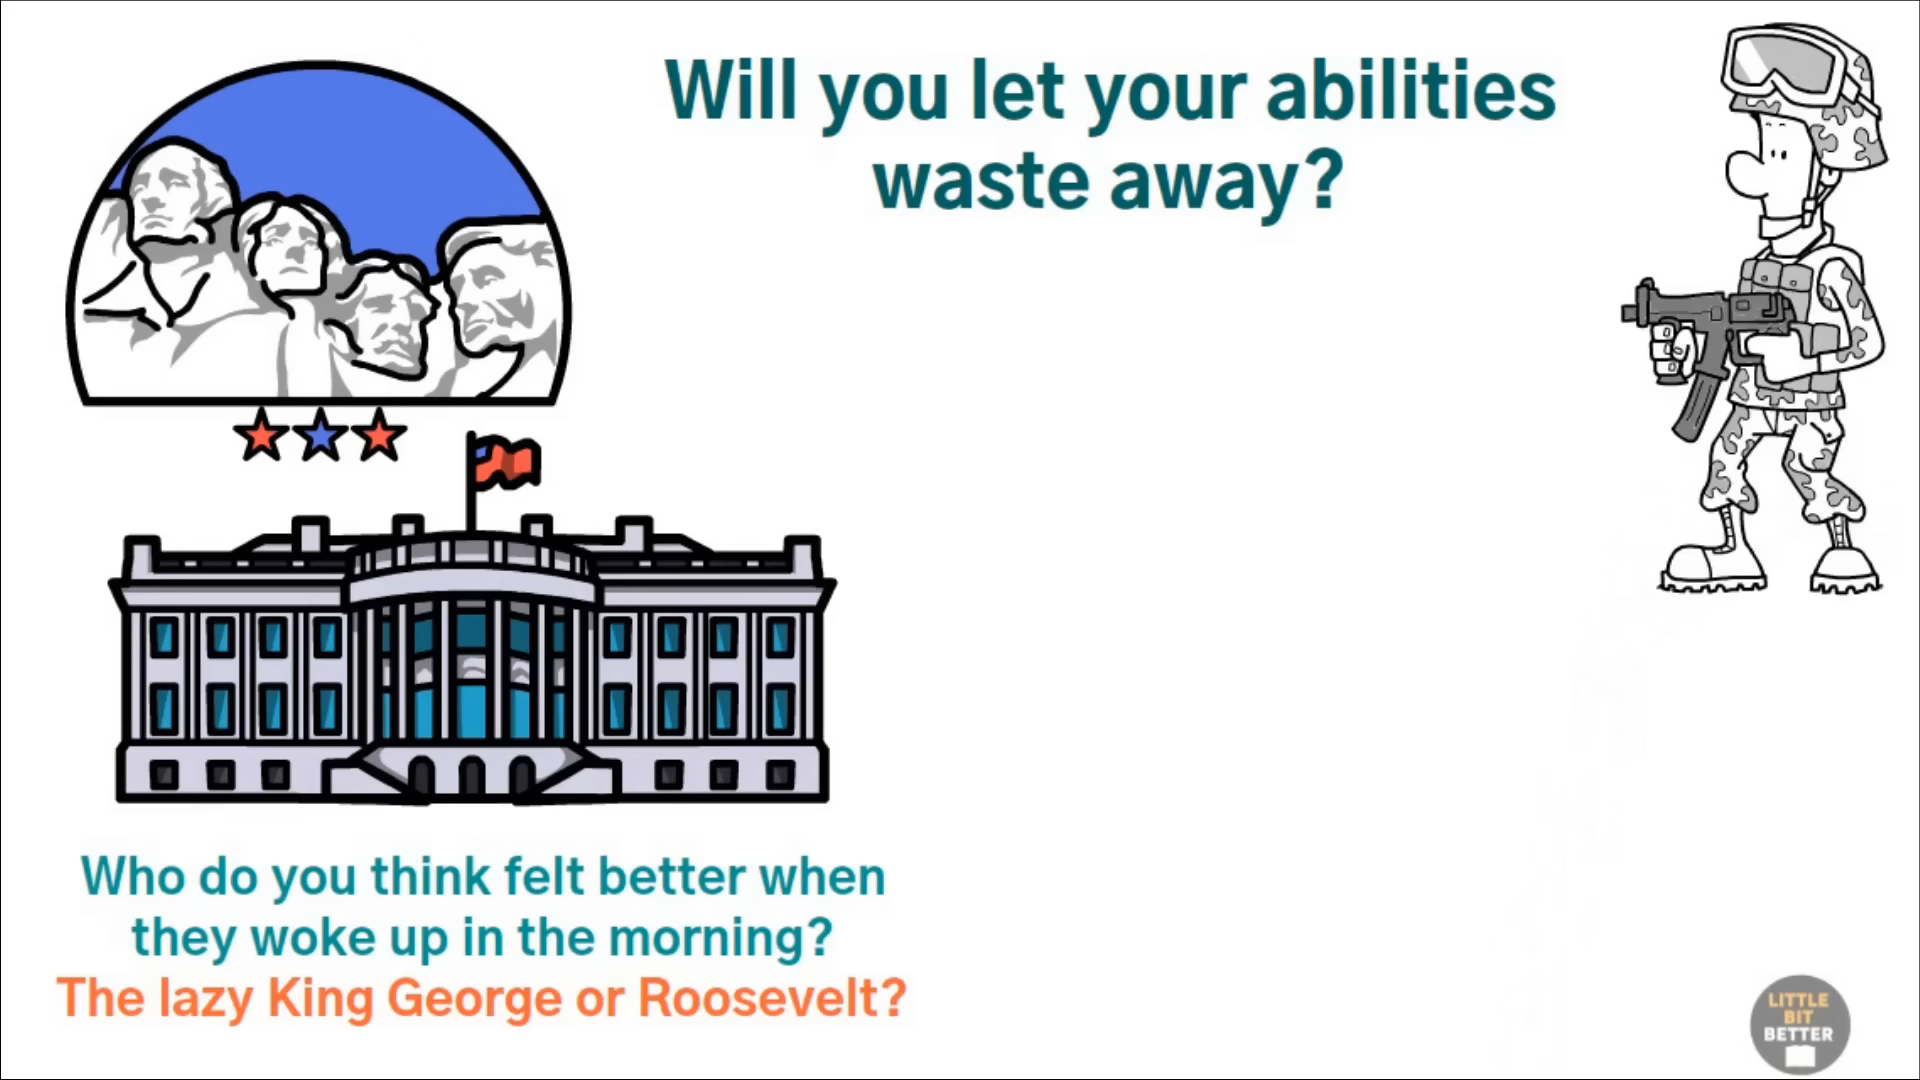 Will you let your abilities
waste away?
Who do you think felt better when
they woke up in the morning?
The lazy King George or Roosevelt?
LITTLE
BIT
BETTER